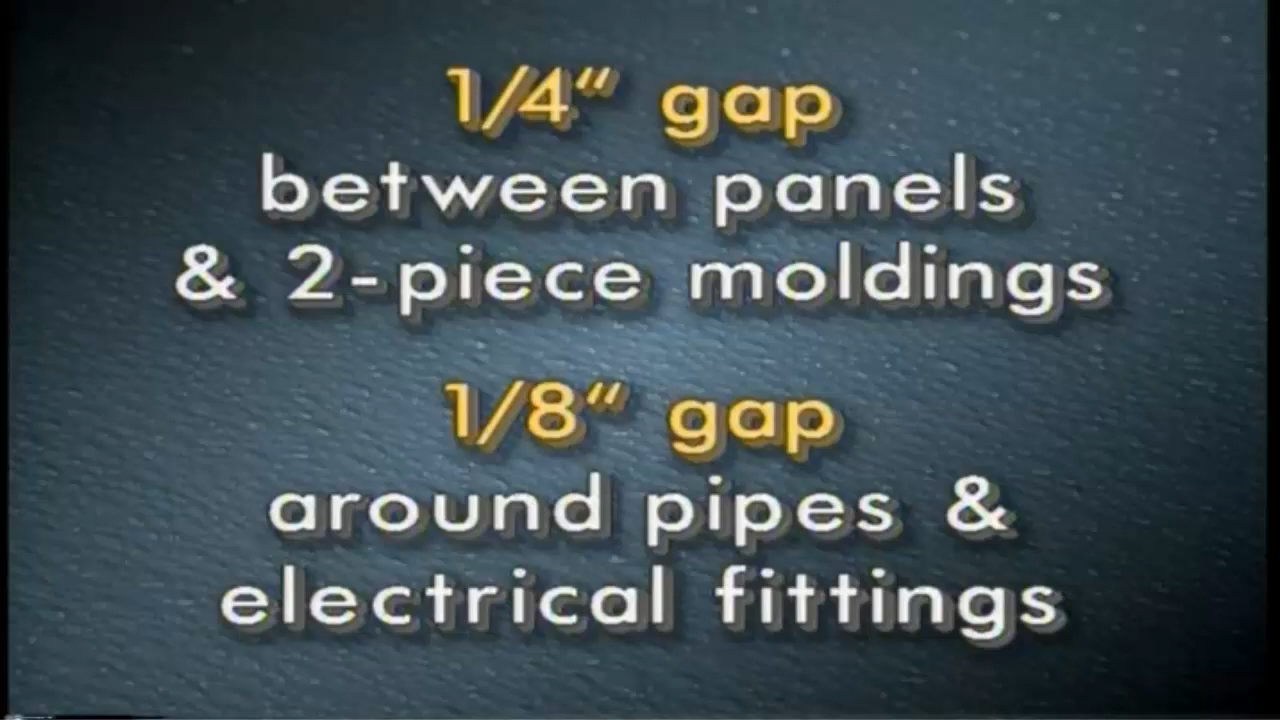 1/4“ gap
between panels
& 2-piece moldings
1/8“ gap
around pipes &
electrical fittings